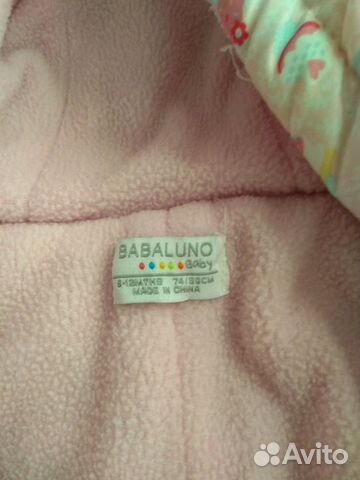 BABALUNO
Baby
6-12MTHS 74/80CM
MADE IN CHINA
Avito